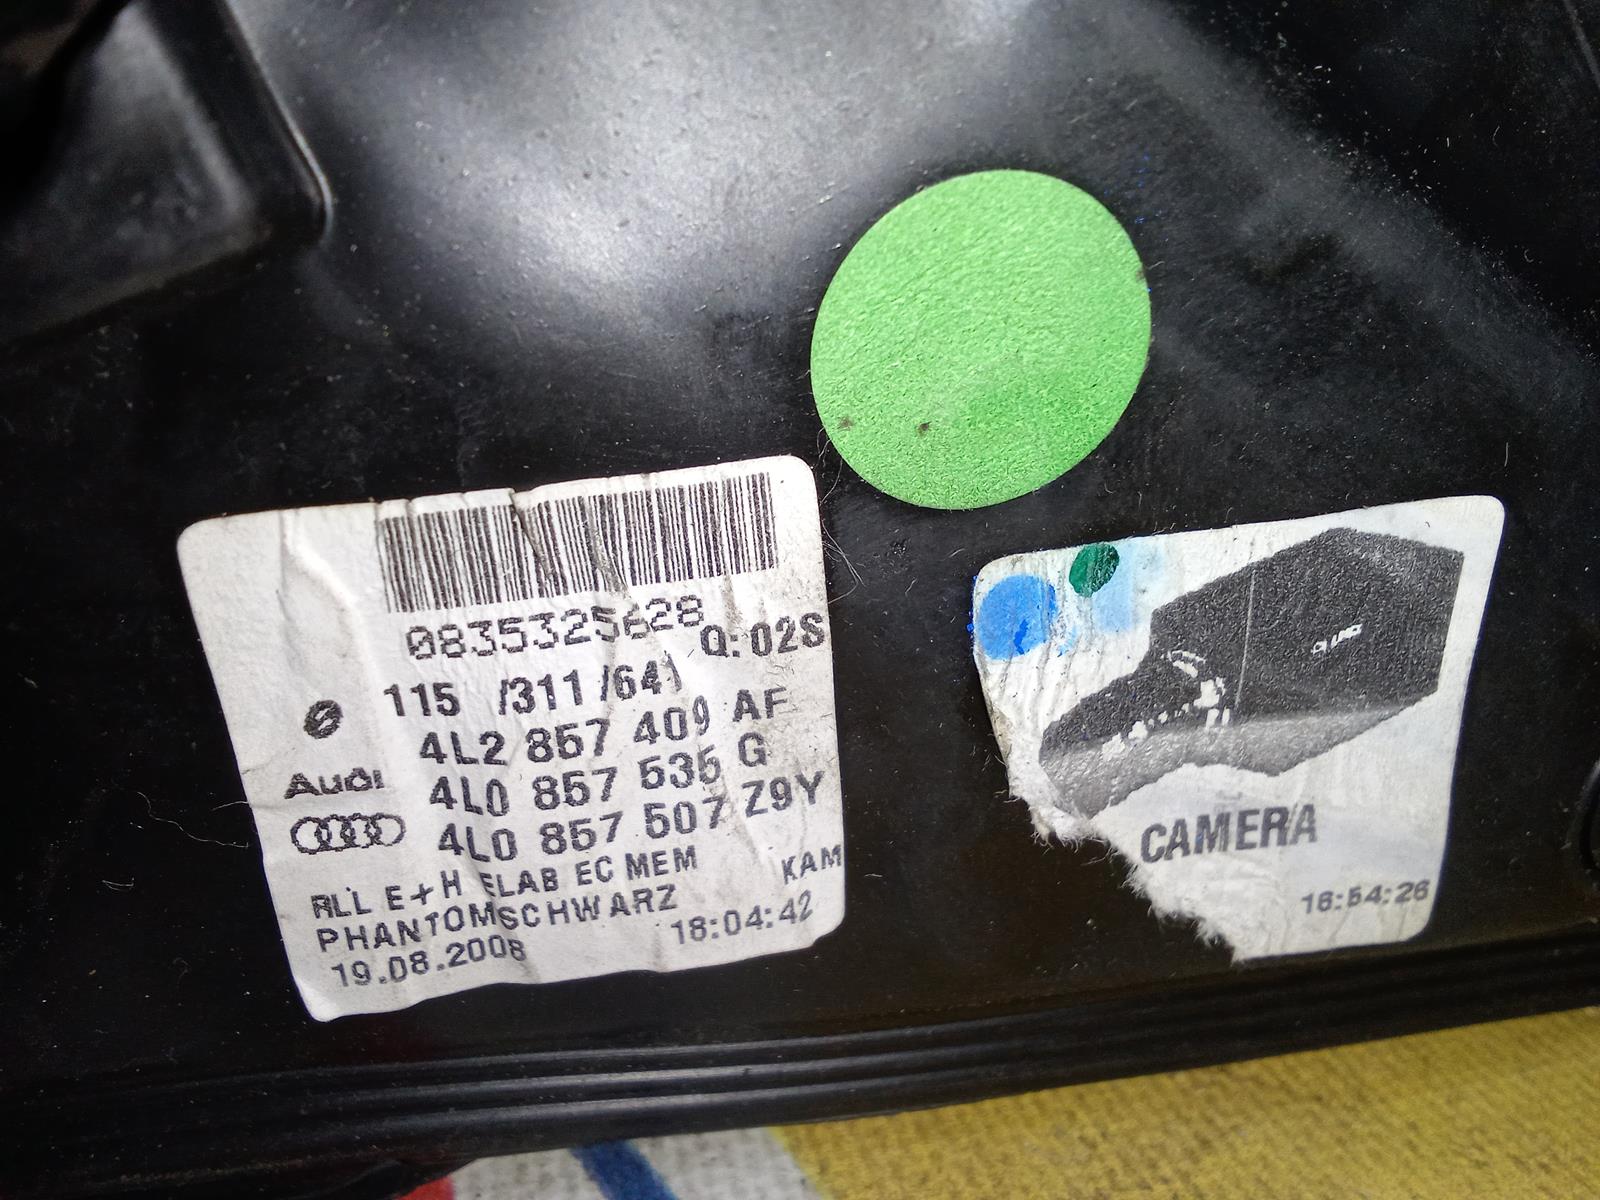 0835325628
Q: 02S
115 /311 /641
4L2 857 409 AF
4L0 857 535 G
Audi
4L0 857 507 Z9Y
RLL E+H ELAB EC MEM KAM
PHANTOMSCHWARZ
19.08.2008 18:04:42
CAMERA
16:54:26